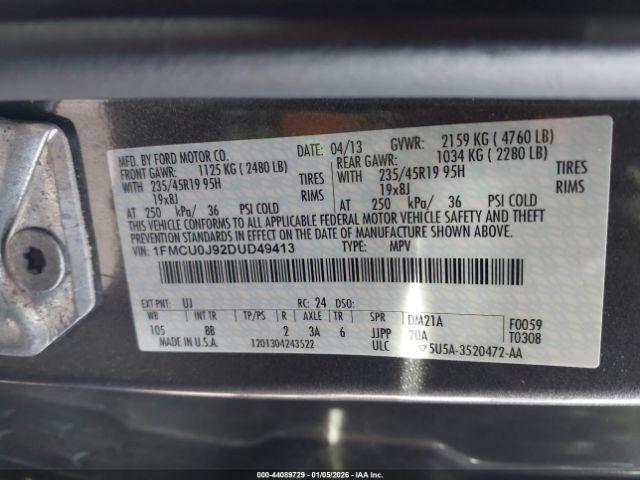 MFD. BY FORD MOTOR CO. DATE: 04/13 GVWR: 2159 KG ( 4760 LB)
FRONT GAWR: 1125 KG ( 2480 LB) REAR GAWR: 1034 KG ( 2280 LB)
WITH 235/45R19 95H TIRES WITH 235/45R19 95H TIRES
19x8J RIMS 19x8J RIMS
AT 250 kPa/ 36 PSI COLD AT 250 kPa/ 36 PSI COLD
THIS VEHICLE CONFORMS TO ALL APPLICABLE FEDERAL MOTOR VEHICLE SAFETY AND THEFT
PREVENTION STANDARDS IN EFFECT ON THE DATE OF MANUFACTURE SHOWN ABOVE.
VIN: 1FMCU0J92DUD49413 TYPE: MPV
EXT PNT: UJ RC: 24 DSO:
WB INT TR TP/PS R AXLE TR SPR DM21A F0059
105 BB 2 3A 6 JJPP 20A T0308
MADE IN U.S.A. 1201304243522 ULC 5U5A-3520472-AA
000-44089729 | 01/05/2026 - IAA Inc.